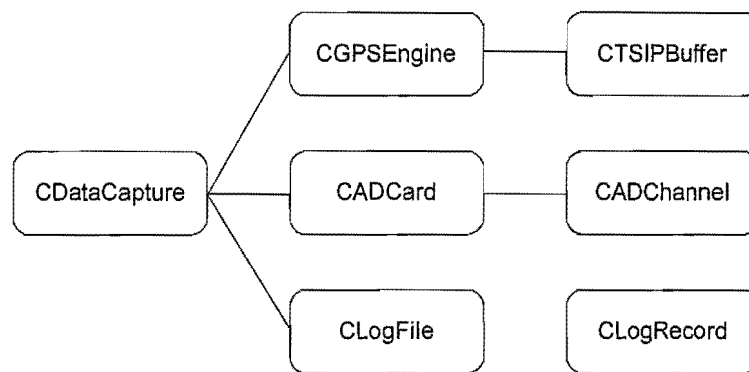 CGPSEngine
CTSIPBuffer
CDataCapture
CADCard
CADChannel
CLogFile
CLogRecord